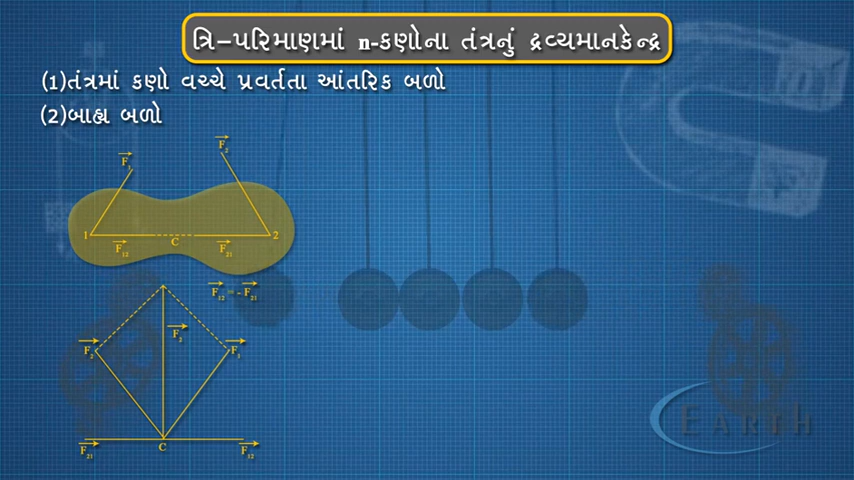 ત્રિ–પરિમાણમાં n-કણોના તંત્રનું દ્રવ્યમાનકેન્દ્ર
(1)તંત્રમાં કણો વચ્ચે પ્રવર્તતા આંતરિક બળો
(2)બાહ્ય બળો
F₁ F₂
1 C 2
F₁₂ F₂₁
F₁₂ = - F₂₁
F₂ F₂ F₁
F₂₁ C F₁₂
EARTH